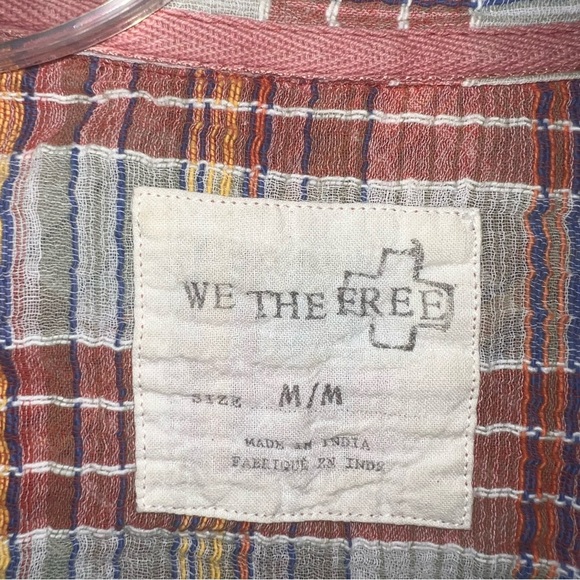 WE THE FREE
SIZE M/M
MADE IN INDIA
FABRIQUÉ EN INDE